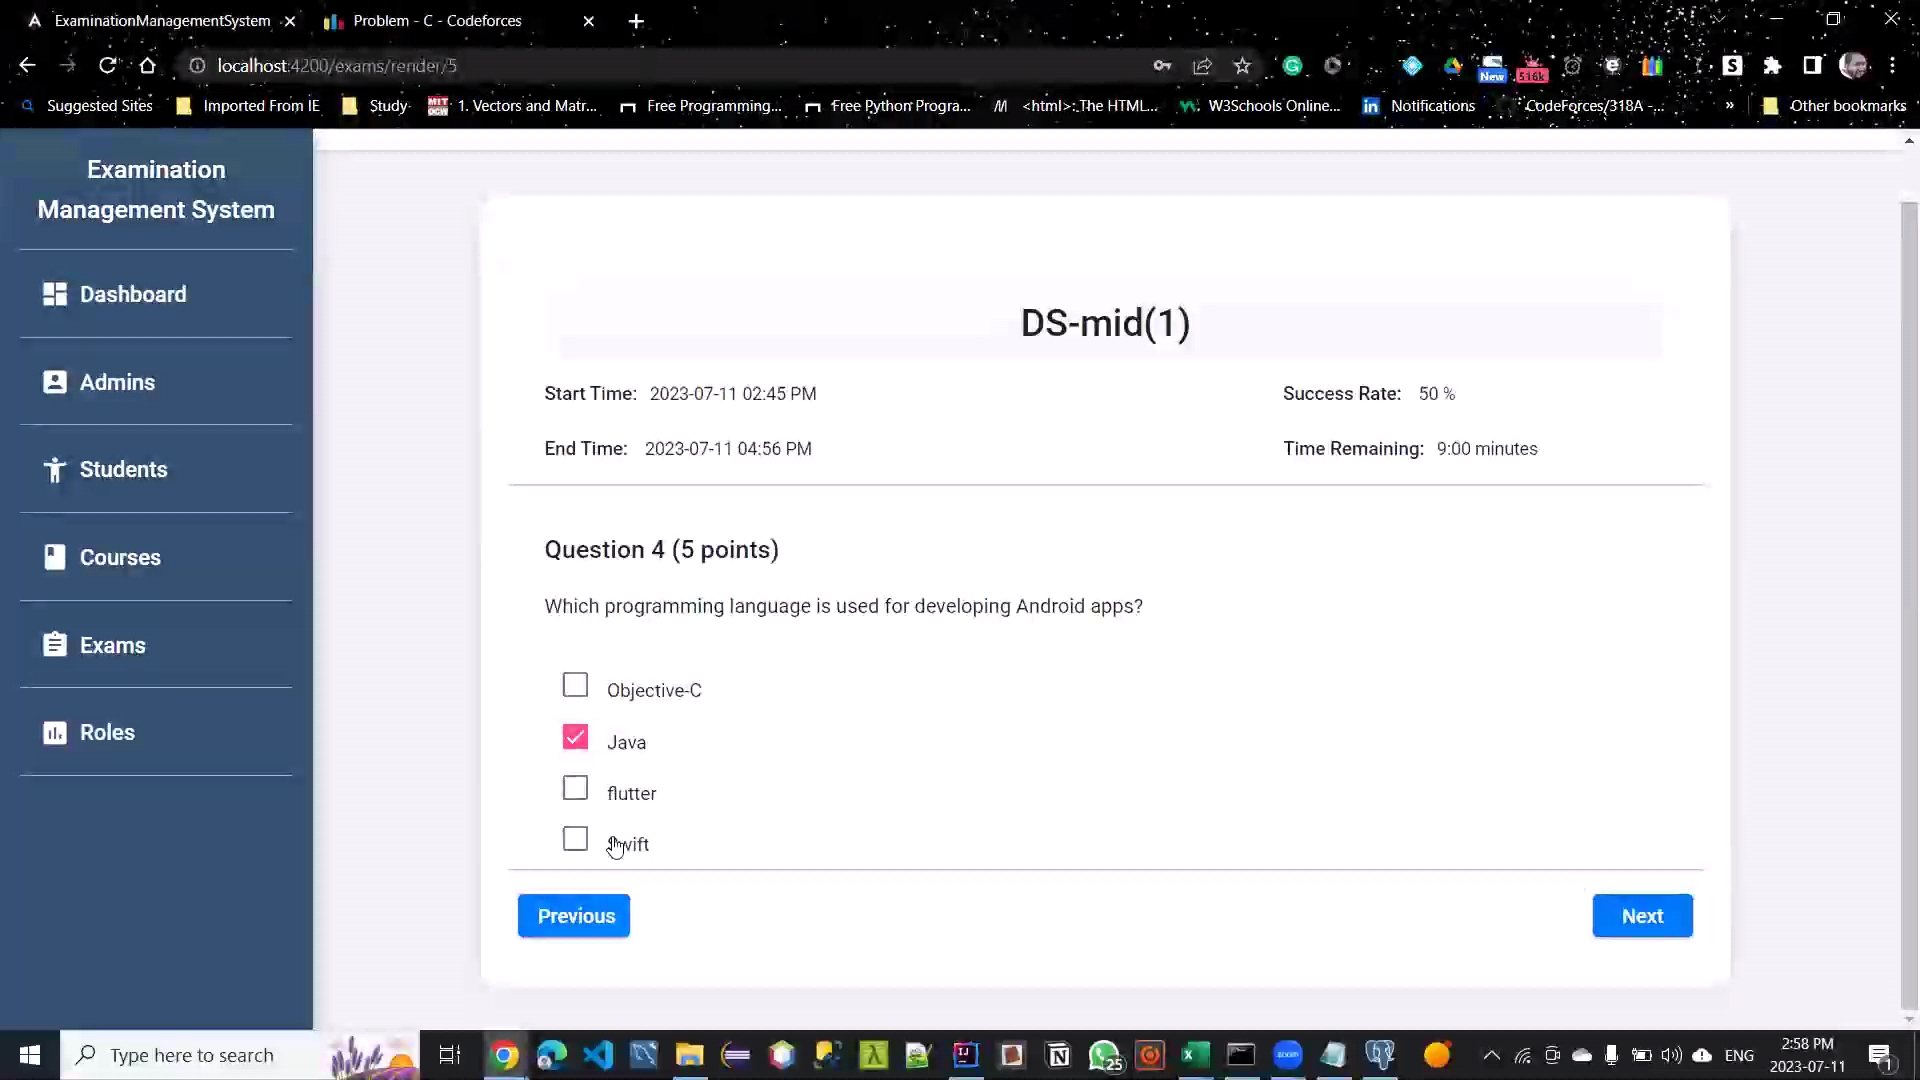 ExaminationManagementSystem
Problem - C - Codeforces
localhost:4200/exams/render/5
New
516k
Suggested Sites
Imported From IE
Study
MIT OCW
1. Vectors and Matr...
Free Programming...
Free Python Progra...
<html>: The HTML...
W3Schools Online...
Notifications
CodeForces/318A -...
»
Other bookmarks
Examination
Management System
Dashboard
Admins
Students
Courses
Exams
Roles
DS-mid(1)
Start Time: 2023-07-11 02:45 PM
Success Rate: 50 %
End Time: 2023-07-11 04:56 PM
Time Remaining: 9:00 minutes
Question 4 (5 points)
Which programming language is used for developing Android apps?
Objective-C
Java
flutter
Swift
Previous
Next
Type here to search
25
zoom
ENG
2:58 PM
2023-07-11
1